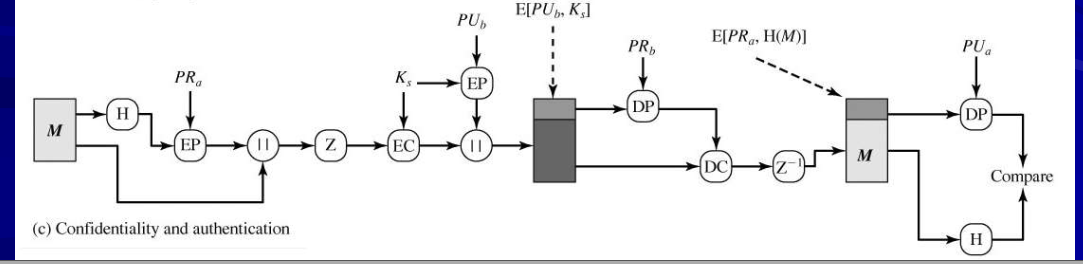 PUb
E[PUb, Ks]
PRb
E[PRa, H(M)]
PUa
PRa
Ks
EP
H
DP
DP
M
EP
||
Z
EC
||
DC
Z⁻¹
M
Compare
H
(c) Confidentiality and authentication